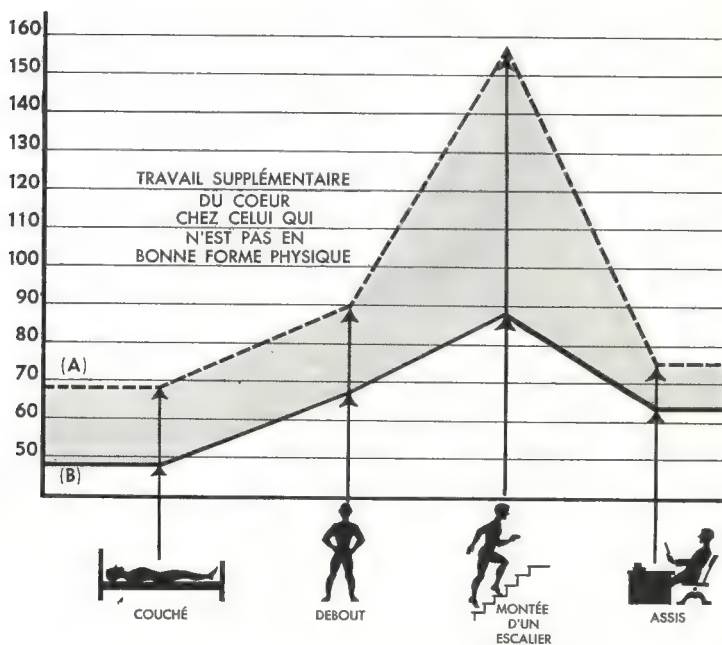 160
150
140
130
120
110
100
90
80
70
60
50
TRAVAIL SUPPLÉMENTAIRE
DU COEUR
CHEZ CELUI QUI
N'EST PAS EN
BONNE FORME PHYSIQUE
(A)
(B)
COUCHÉ
DEBOUT
MONTÉE
D'UN
ESCALIER
ASSIS